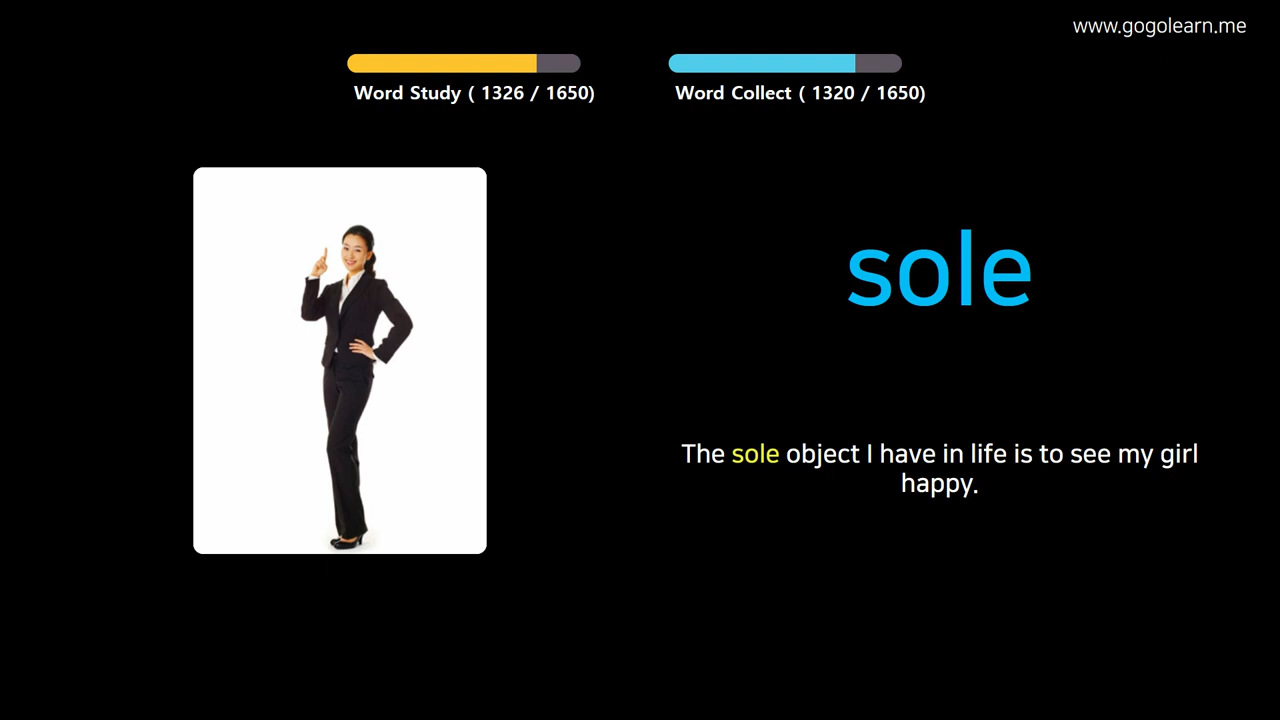 www.gogolearn.me
Word Study ( 1326 / 1650)
Word Collect ( 1320 / 1650)
sole
The sole object I have in life is to see my girl
happy.